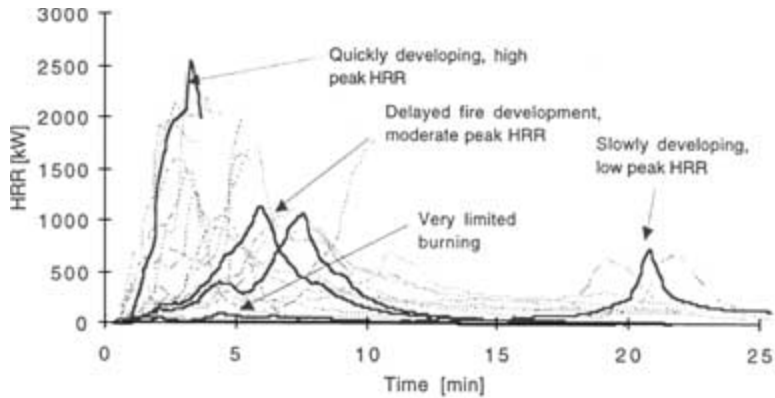 3000
Quickly developing, high
peak HRR
2500
Delayed fire development,
moderate peak HRR
2000
Slowly developing,
low peak HRR
1500
HRR [kW]
1000
Very limited
burning
500
0
0 5 10 15 20 25
Time [min]